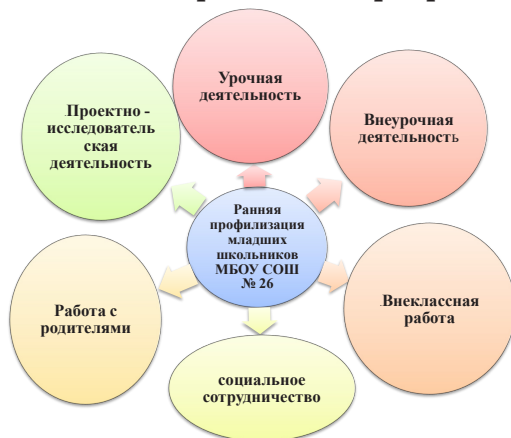 Урочная
деятельность
Внеурочная
деятельность
Внеклассная
работа
социальное
сотрудничество
Работа с
родителями
Проектно -
исследователь
ская
деятельность
Ранняя
профилизация
младших
школьников
МБОУ СОШ
№ 26